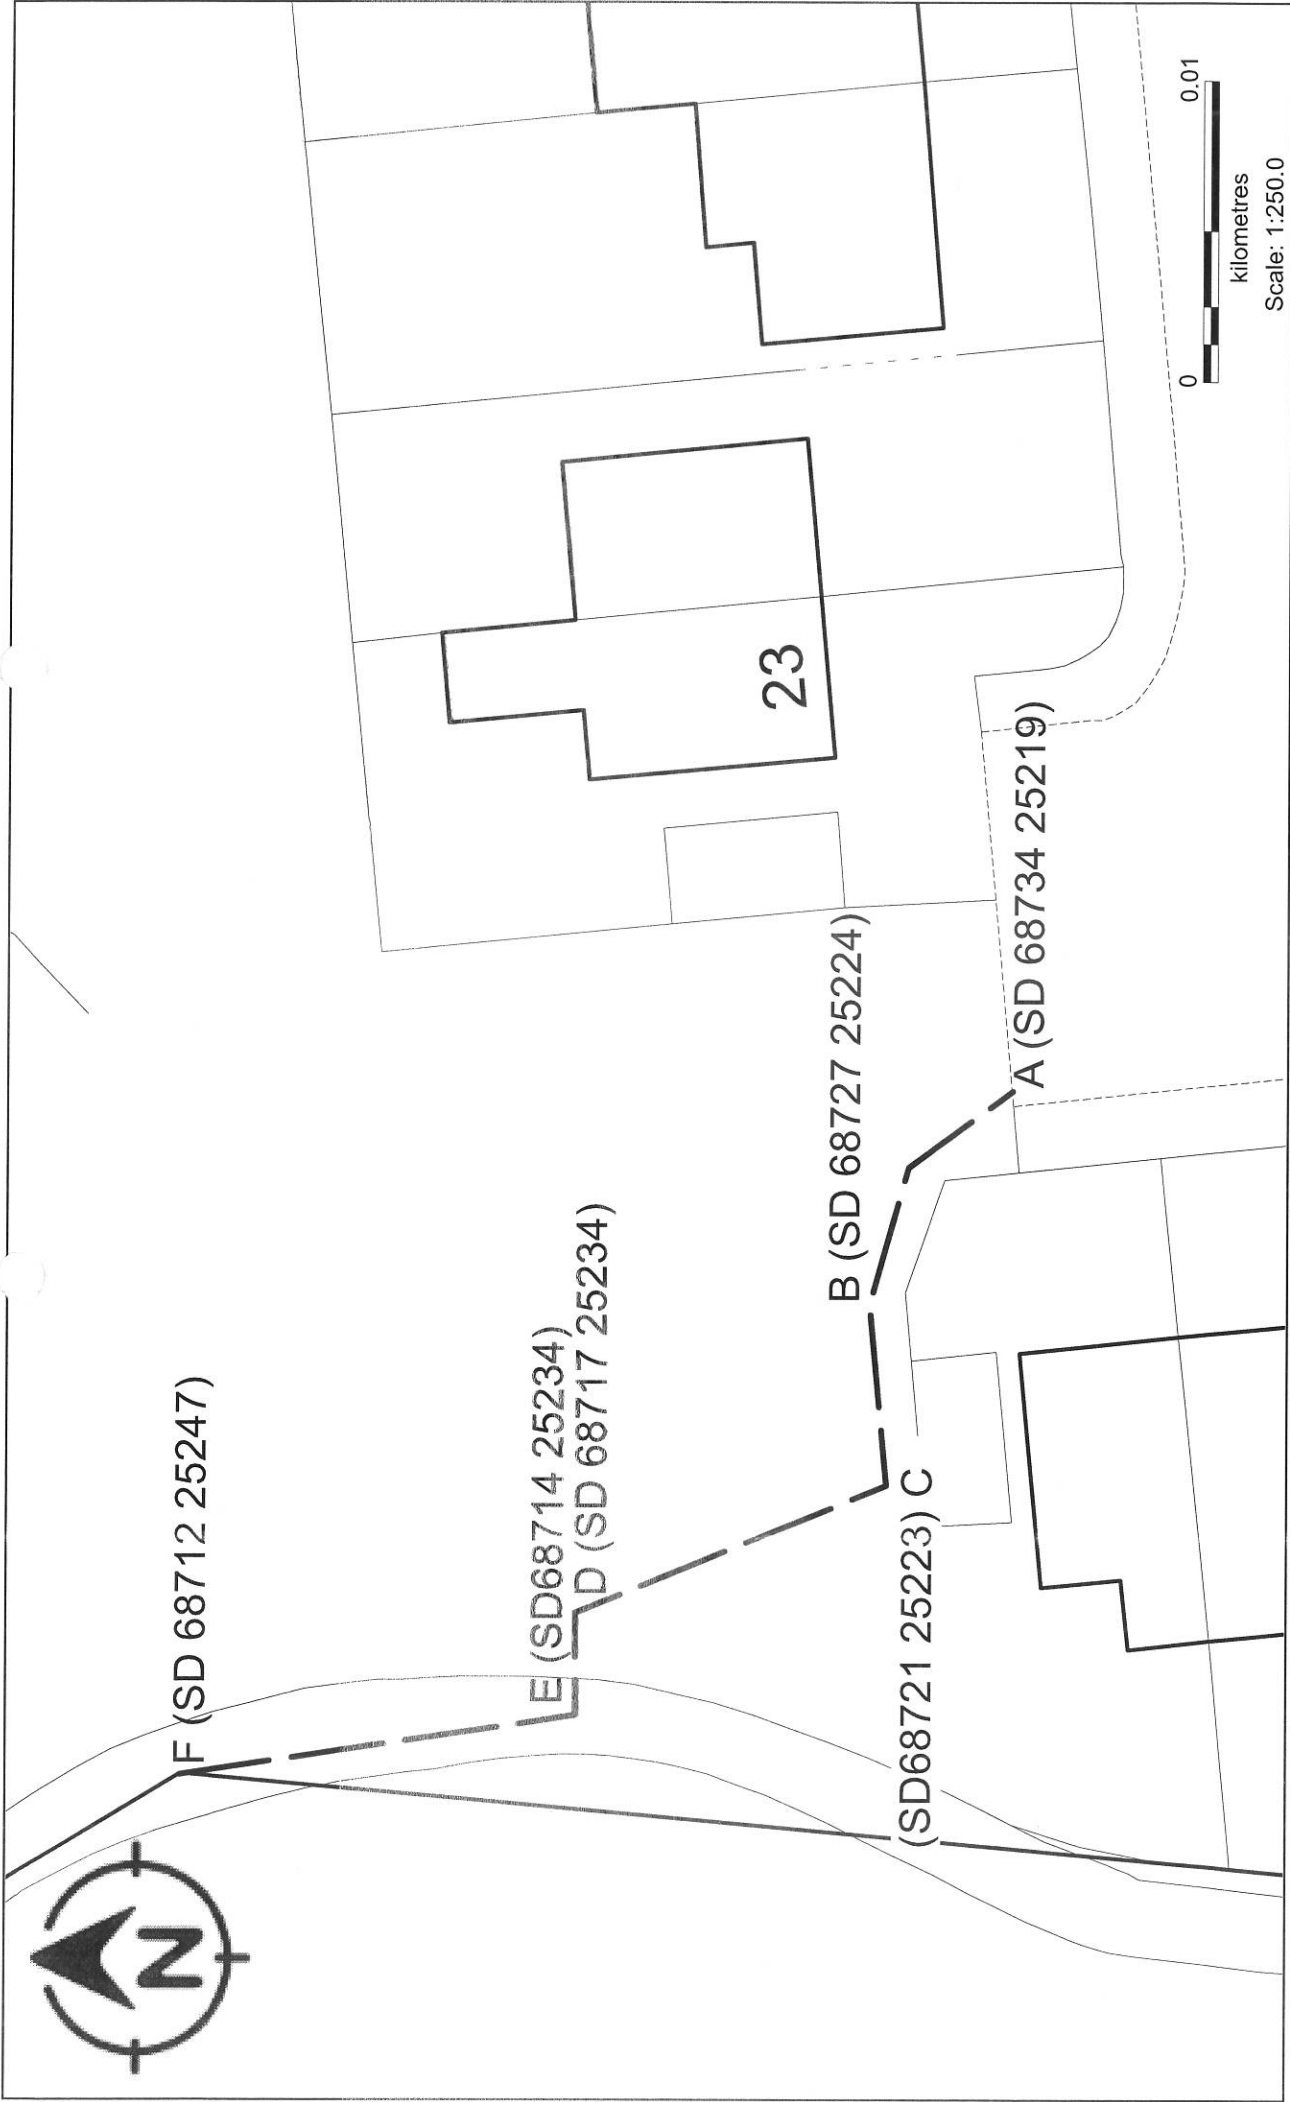 F (SD 68712 25247)
E (SD68714 25234)
D (SD 68717 25234)
B (SD 68727 25224)
(SD68721 25223) C
A (SD 68734 25219)
23
N
0 0.01
kilometres
Scale: 1:250.0